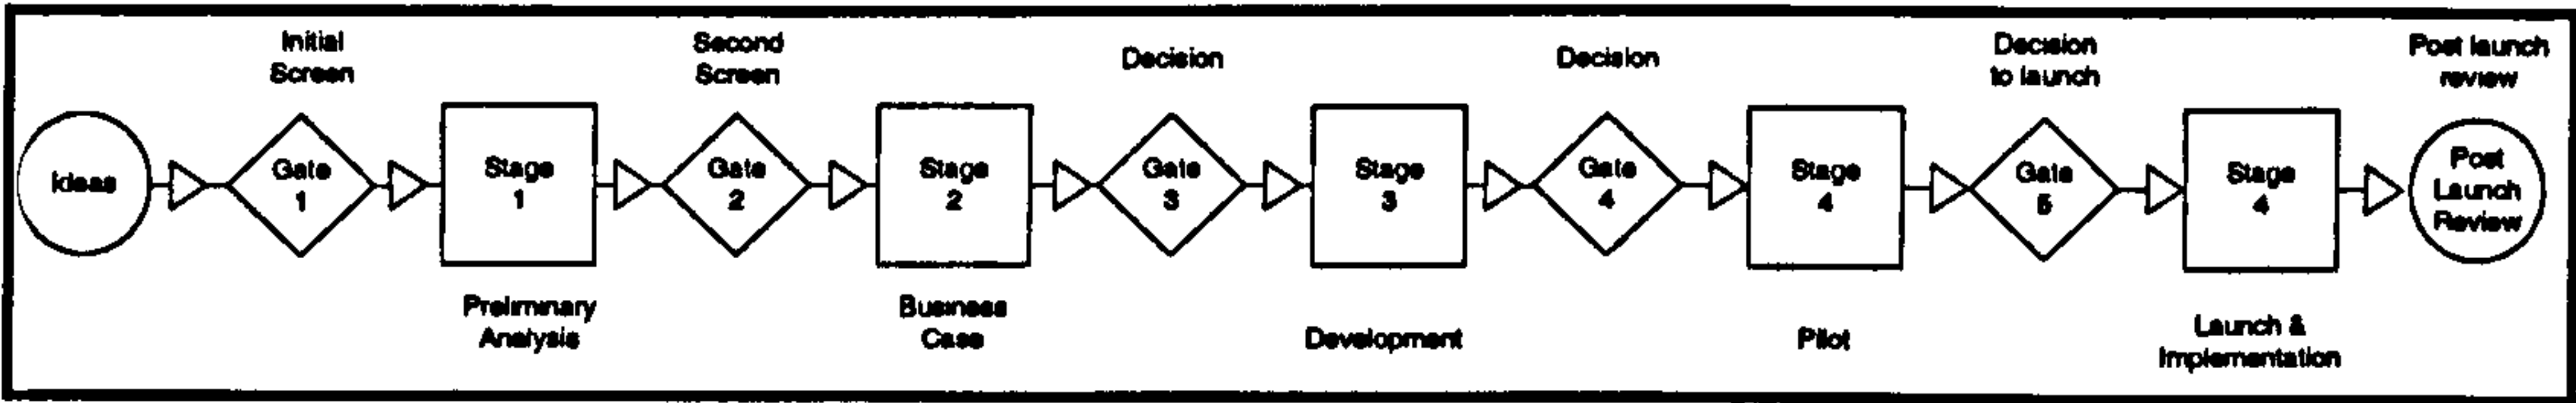 Initial
Screen
Second
Screen
Decision
Decision
Decision
to launch
Post launch
review
Ideas
Gate
1
Stage
1
Gate
2
Stage
2
Gate
3
Stage
3
Gate
4
Stage
4
Gate
5
Stage
4
Post
Launch
Review
Preliminary
Analysis
Business
Case
Development
Pilot
Launch &
Implementation